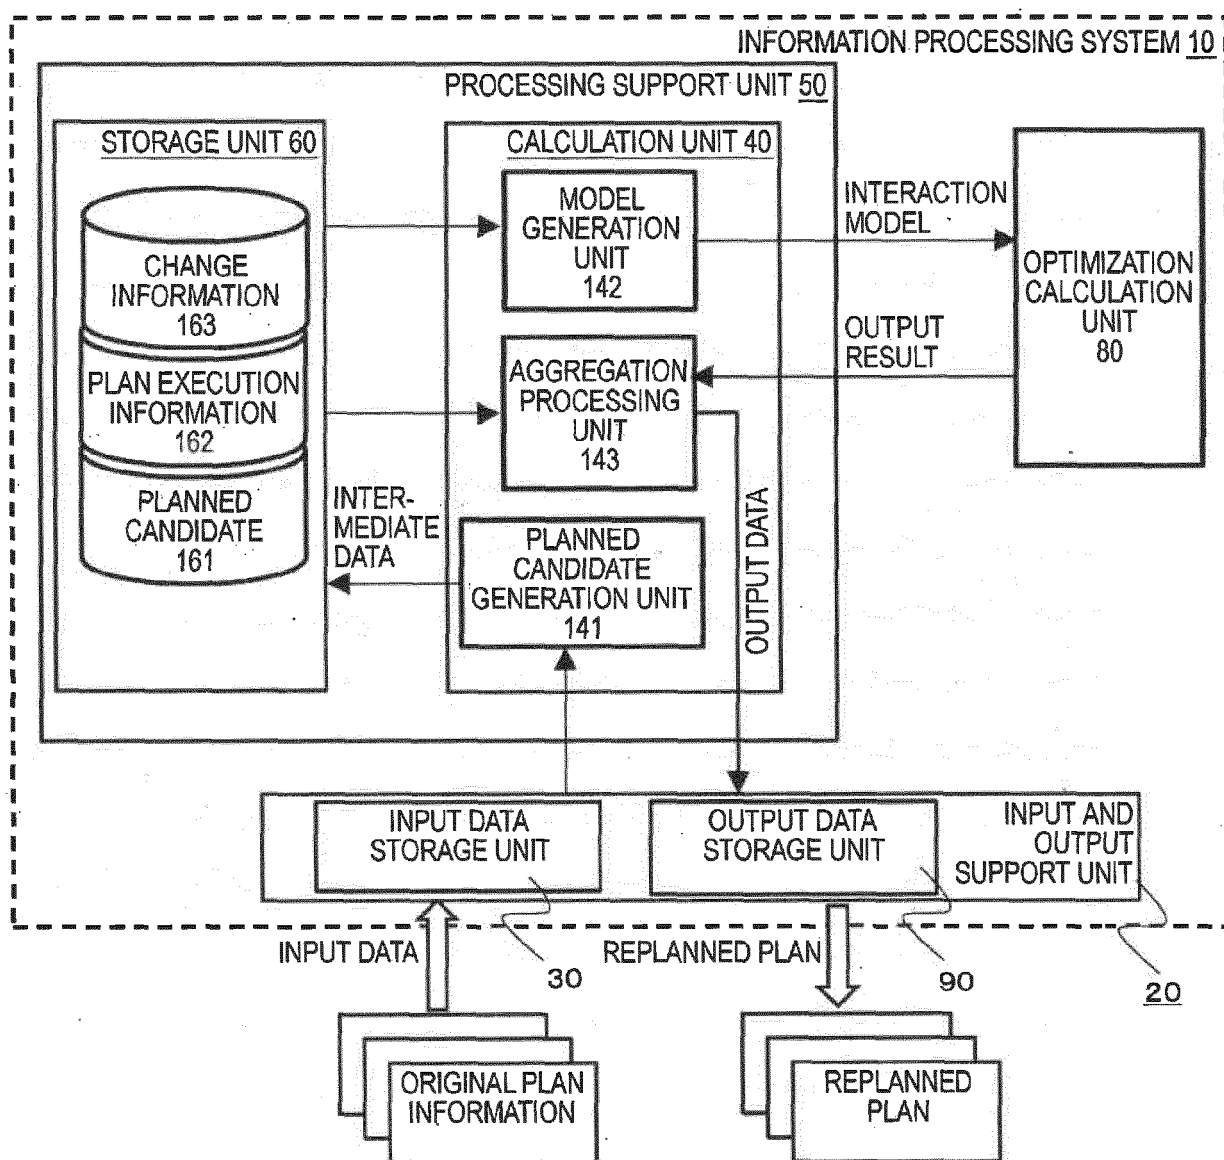 INFORMATION PROCESSING SYSTEM 10
PROCESSING SUPPORT UNIT 50
STORAGE UNIT 60
CHANGE
INFORMATION
163
PLAN EXECUTION
INFORMATION
162
PLANNED
CANDIDATE
161
INTER-
MEDIATE
DATA
CALCULATION UNIT 40
MODEL
GENERATION
UNIT
142
AGGREGATION
PROCESSING
UNIT
143
PLANNED
CANDIDATE
GENERATION UNIT
141
OUTPUT DATA
INTERACTION
MODEL
OUTPUT
RESULT
OPTIMIZATION
CALCULATION
UNIT
80
INPUT DATA
STORAGE UNIT
OUTPUT DATA
STORAGE UNIT
INPUT AND
OUTPUT
SUPPORT UNIT
INPUT DATA
30
REPLANNED PLAN
90
20
ORIGINAL PLAN
INFORMATION
REPLANNED
PLAN